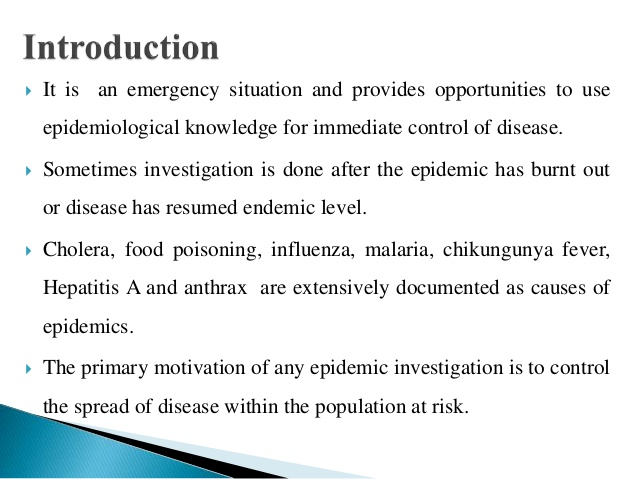 Introduction
It is an emergency situation and provides opportunities to use
epidemiological knowledge for immediate control of disease.
Sometimes investigation is done after the epidemic has burnt out
or disease has resumed endemic level.
Cholera, food poisoning, influenza, malaria, chikungunya fever,
Hepatitis A and anthrax are extensively documented as causes of
epidemics.
The primary motivation of any epidemic investigation is to control
the spread of disease within the population at risk.